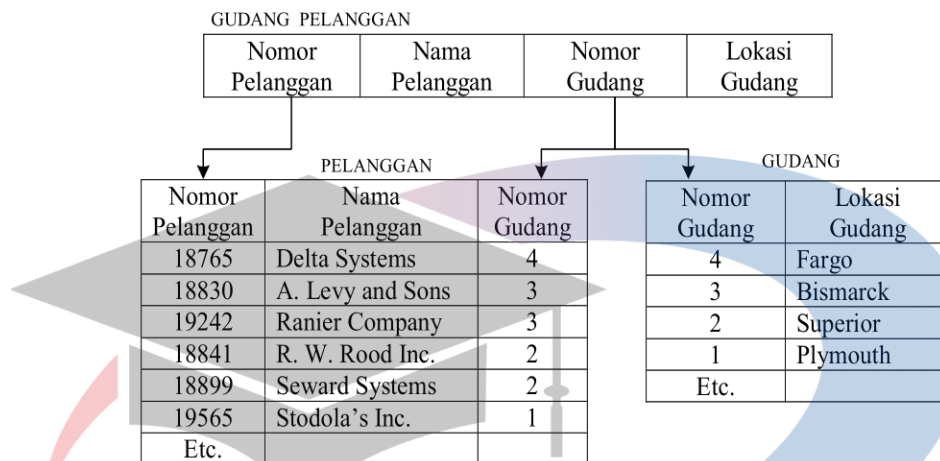 GUDANG PELANGGAN
Nomor Pelanggan Nama Pelanggan Nomor Gudang Lokasi Gudang
PELANGGAN
Nomor Pelanggan Nama Pelanggan Nomor Gudang
18765 Delta Systems 4
18830 A. Levy and Sons 3
19242 Ranier Company 3
18841 R. W. Rood Inc. 2
18899 Seward Systems 2
19565 Stodola’s Inc. 1
Etc.
GUDANG
Nomor Gudang Lokasi Gudang
4 Fargo
3 Bismarck
2 Superior
1 Plymouth
Etc.